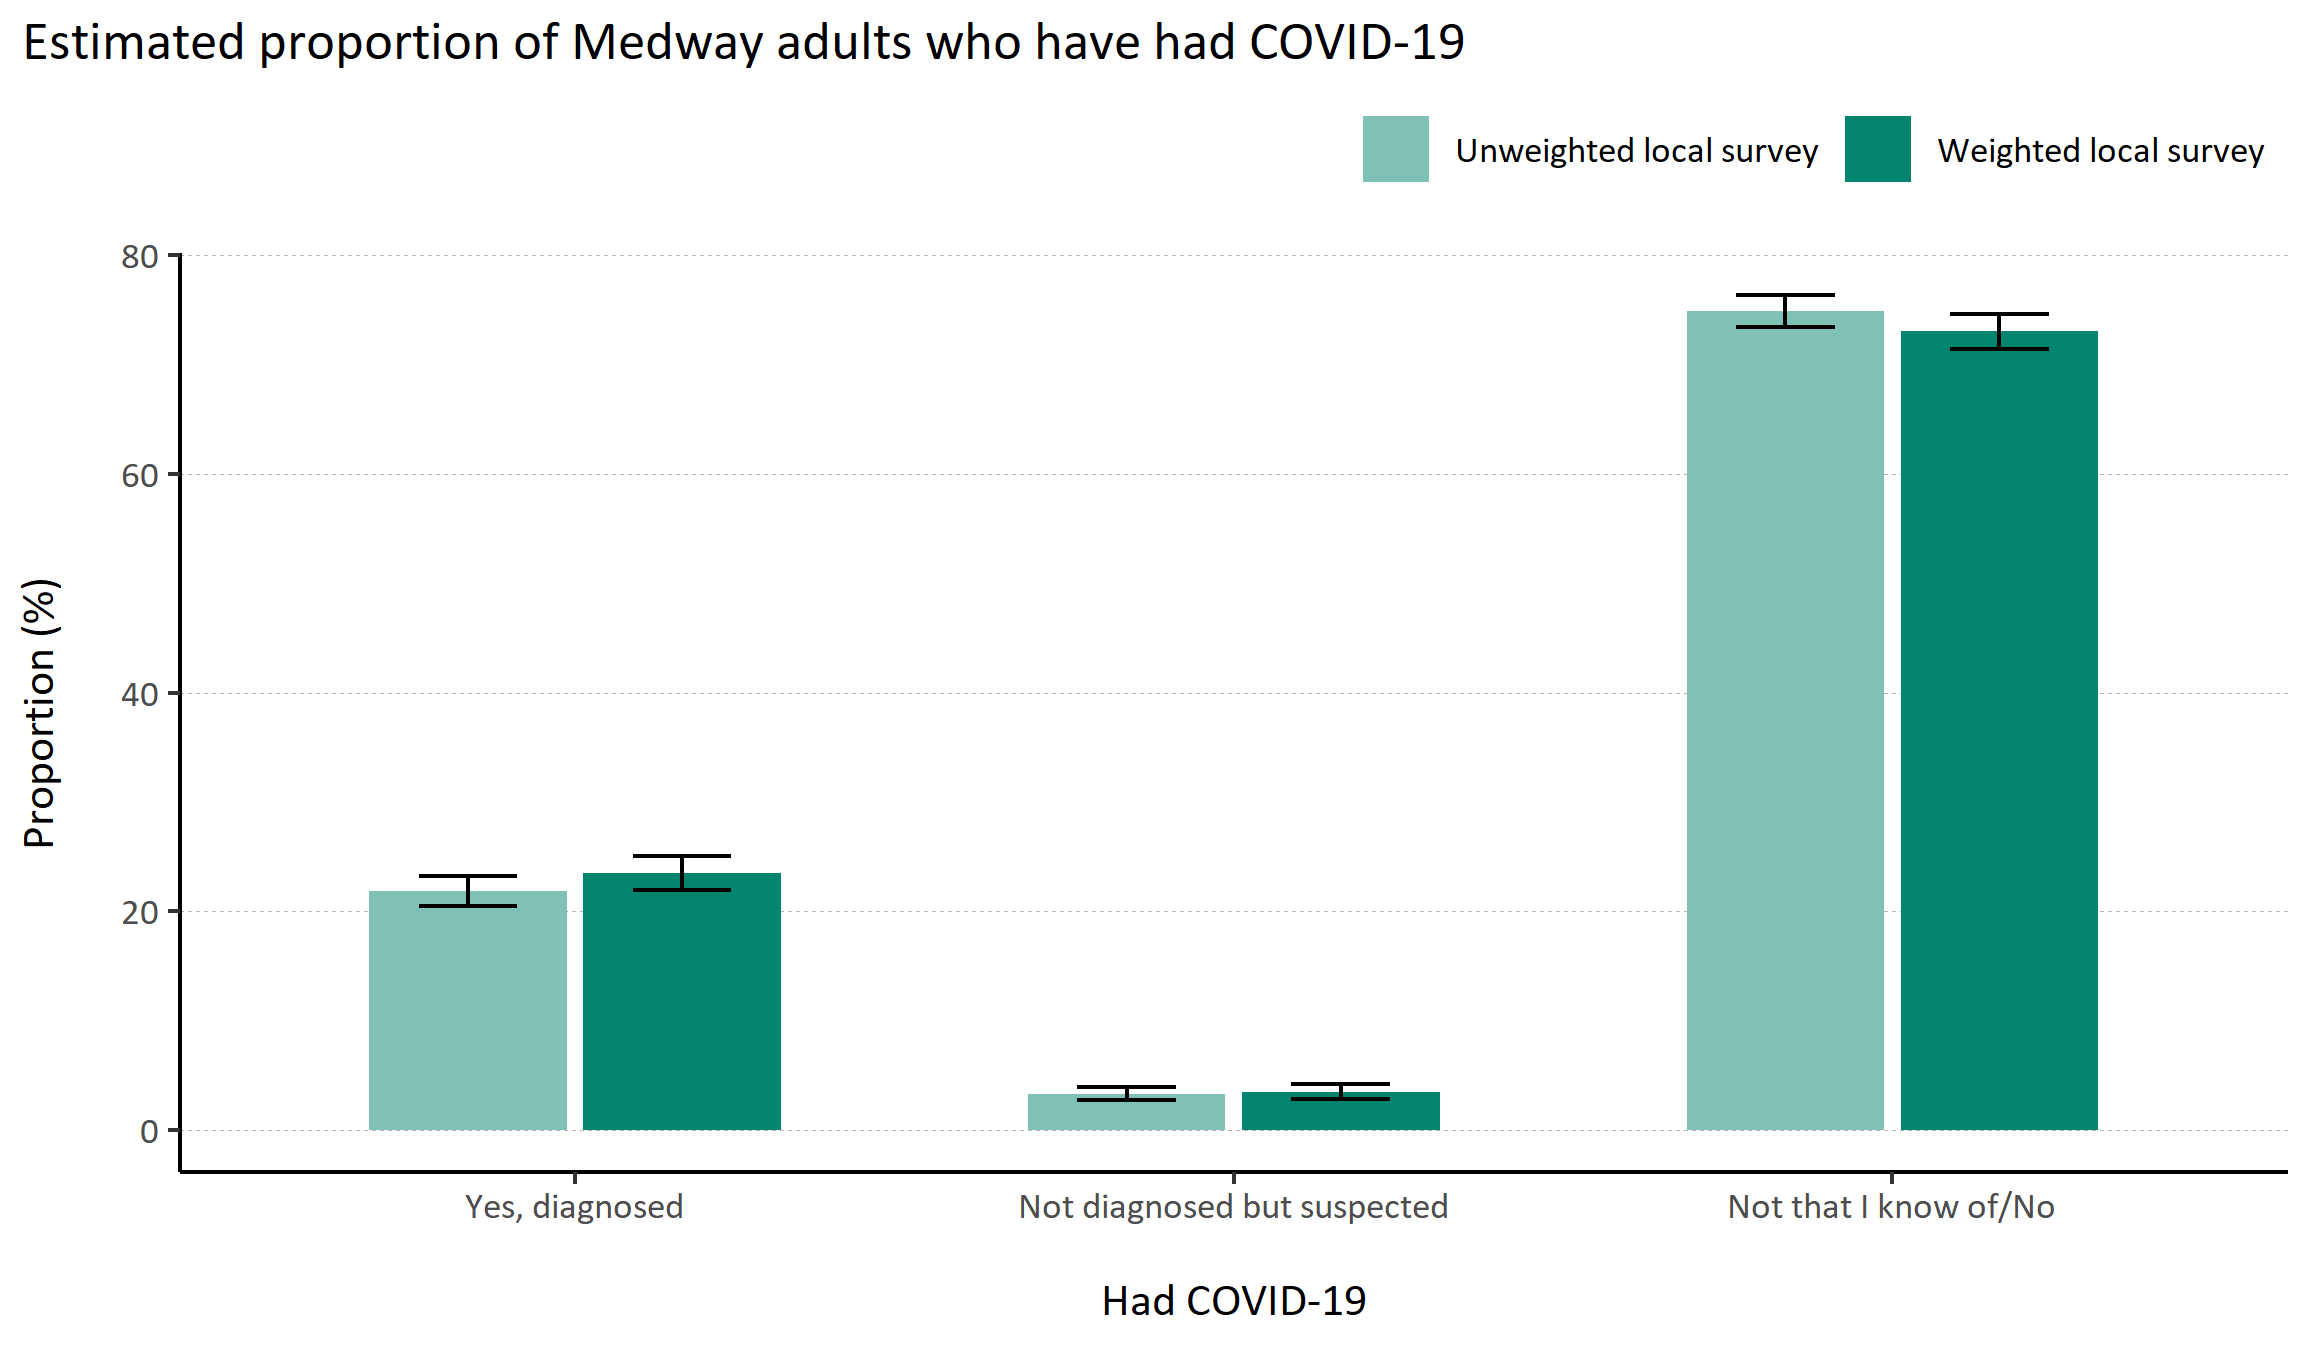 Estimated proportion of Medway adults who have had COVID-19
Unweighted local survey
Weighted local survey
Proportion (%)
80
60
40
20
0
Yes, diagnosed
Not diagnosed but suspected
Not that I know of/No
Had COVID-19